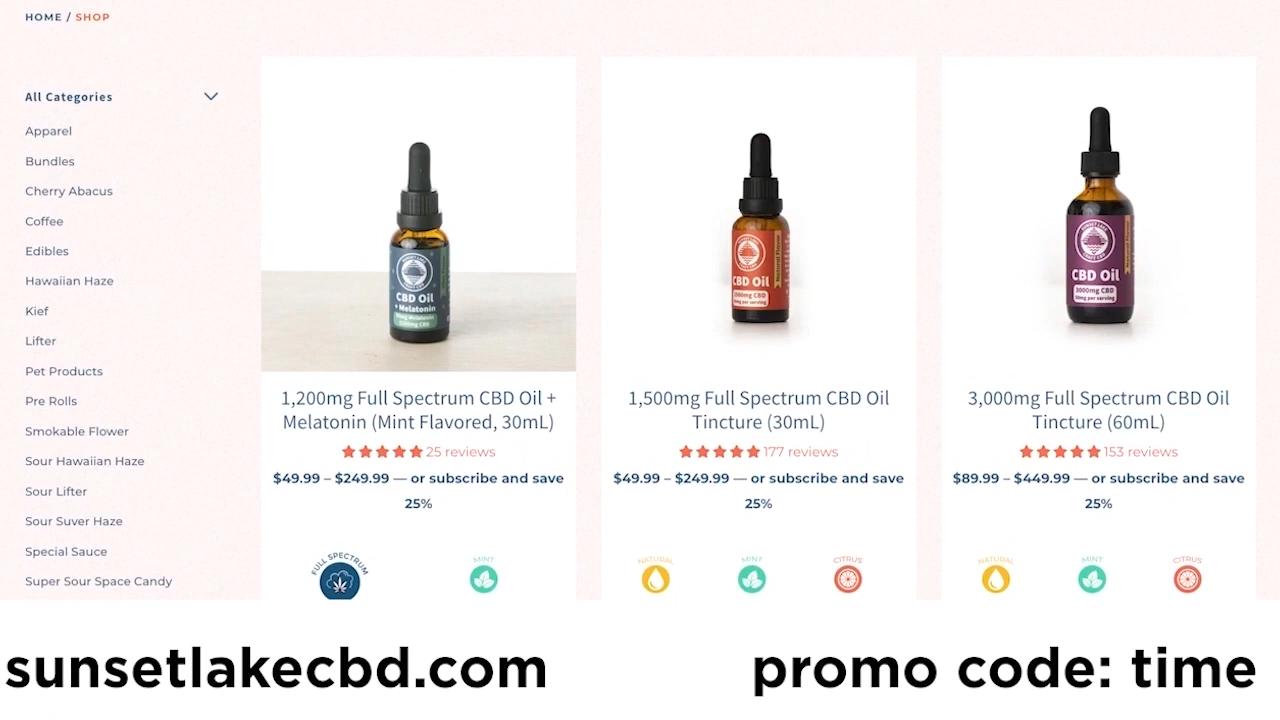 HOME / SHOP
All Categories
Apparel
Bundles
Cherry Abacus
Coffee
Edibles
Hawaiian Haze
Kief
Lifter
Pet Products
Pre Rolls
Smokable Flower
Sour Hawaiian Haze
Sour Lifter
Sour Suver Haze
Special Sauce
Super Sour Space Candy
CBD Oil
+ Melatonin
1,200mg Full Spectrum CBD Oil +
Melatonin (Mint Flavored, 30mL)
25 reviews
$49.99 – $249.99 — or subscribe and save
25%
FULL SPECTRUM
MINT
CBD Oil
1,500mg Full Spectrum CBD Oil
Tincture (30mL)
177 reviews
$49.99 – $249.99 — or subscribe and save
25%
NATURAL
MINT
CITRUS
CBD Oil
3000mg CBD
3,000mg Full Spectrum CBD Oil
Tincture (60mL)
153 reviews
$89.99 – $449.99 — or subscribe and save
25%
NATURAL
MINT
CITRUS
sunsetlakecbd.com
promo code: time